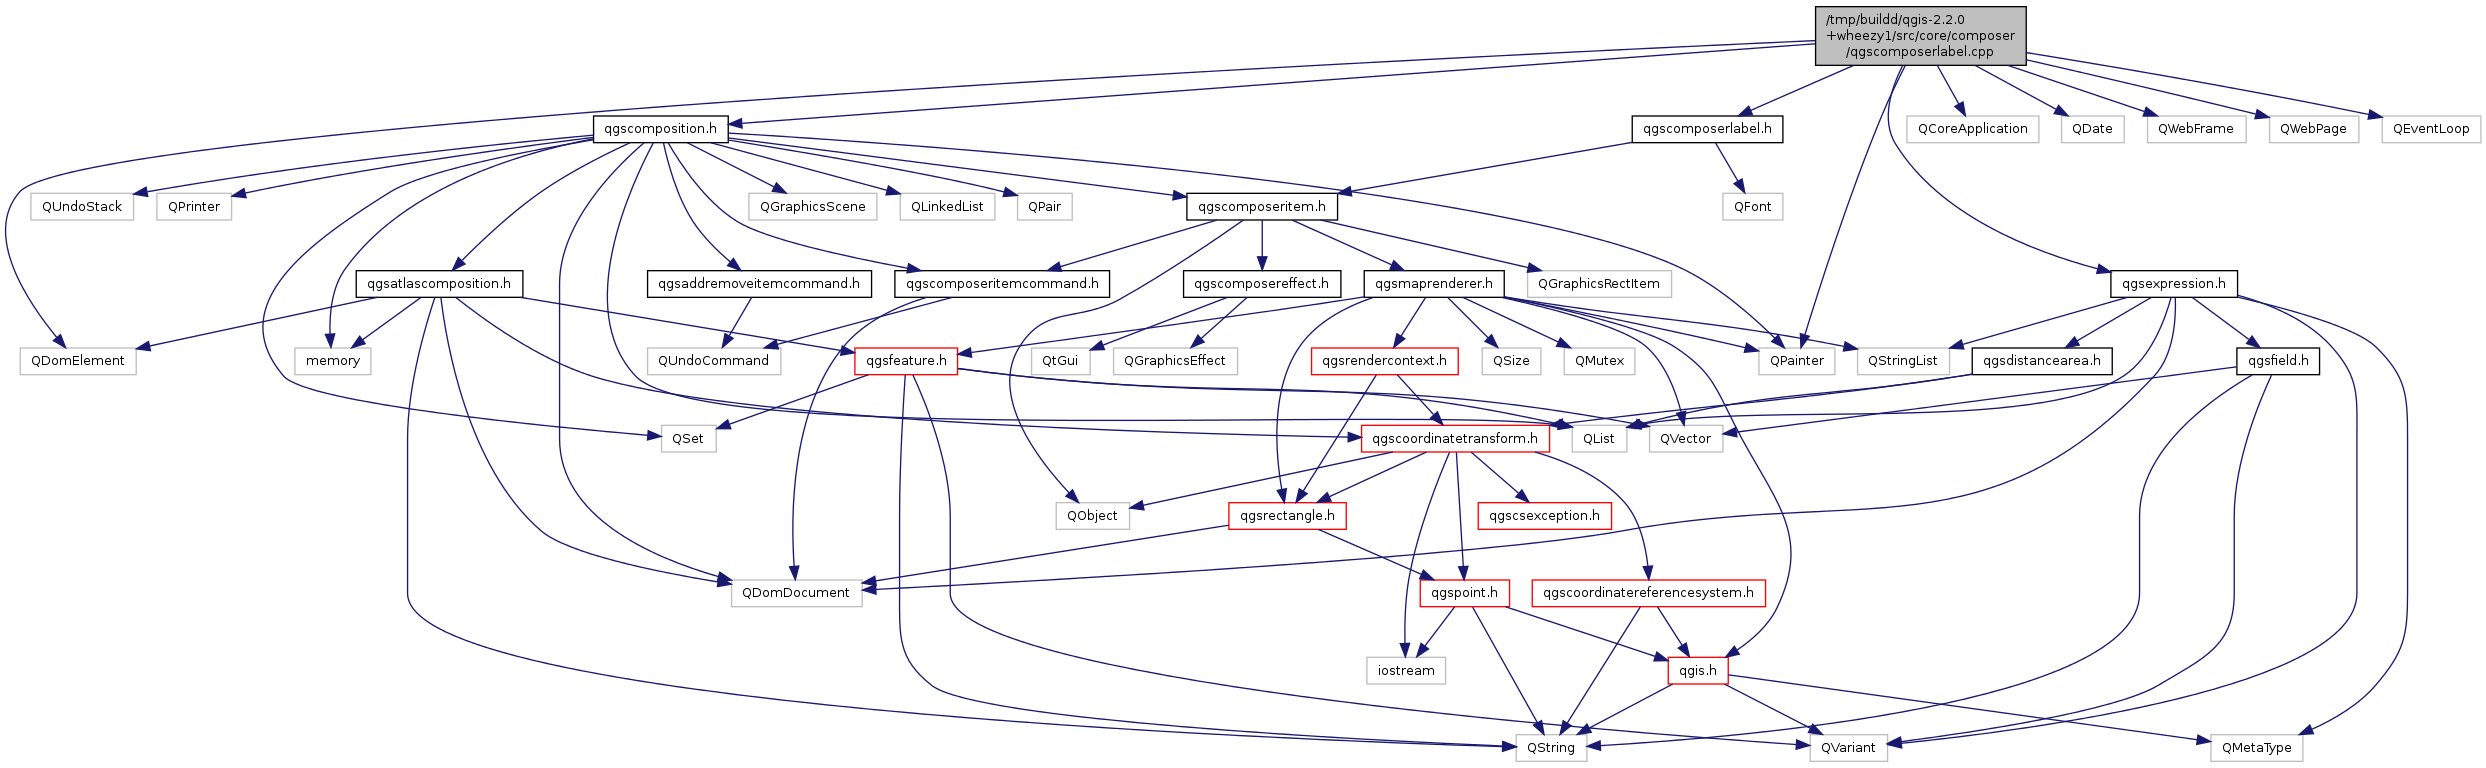 /tmp/buildd/qgis-2.2.0
+wheezy1/src/core/composer
/qgscomposerlabel.cpp
qgscomposition.h
qgscomposerlabel.h
QCoreApplication
QDate
QWebFrame
QWebPage
QEventLoop
QUndoStack
QPrinter
QGraphicsScene
QLinkedList
QPair
qgscomposeritem.h
QFont
qgsatlascomposition.h
qgsaddremoveitemcommand.h
qgscomposeritemcommand.h
qgscomposereffect.h
qgsmaprenderer.h
QGraphicsRectItem
qgsexpression.h
QDomElement
memory
QUndoCommand
qgsfeature.h
QtGui
QGraphicsEffect
qgsrendercontext.h
QSize
QMutex
QPainter
QStringList
qgsdistancearea.h
qgsfield.h
QSet
qgscoordinatetransform.h
QList
QVector
QObject
qgsrectangle.h
qgscsexception.h
QDomDocument
qgspoint.h
qgscoordinatereferencesystem.h
iostream
qgis.h
QString
QVariant
QMetaType